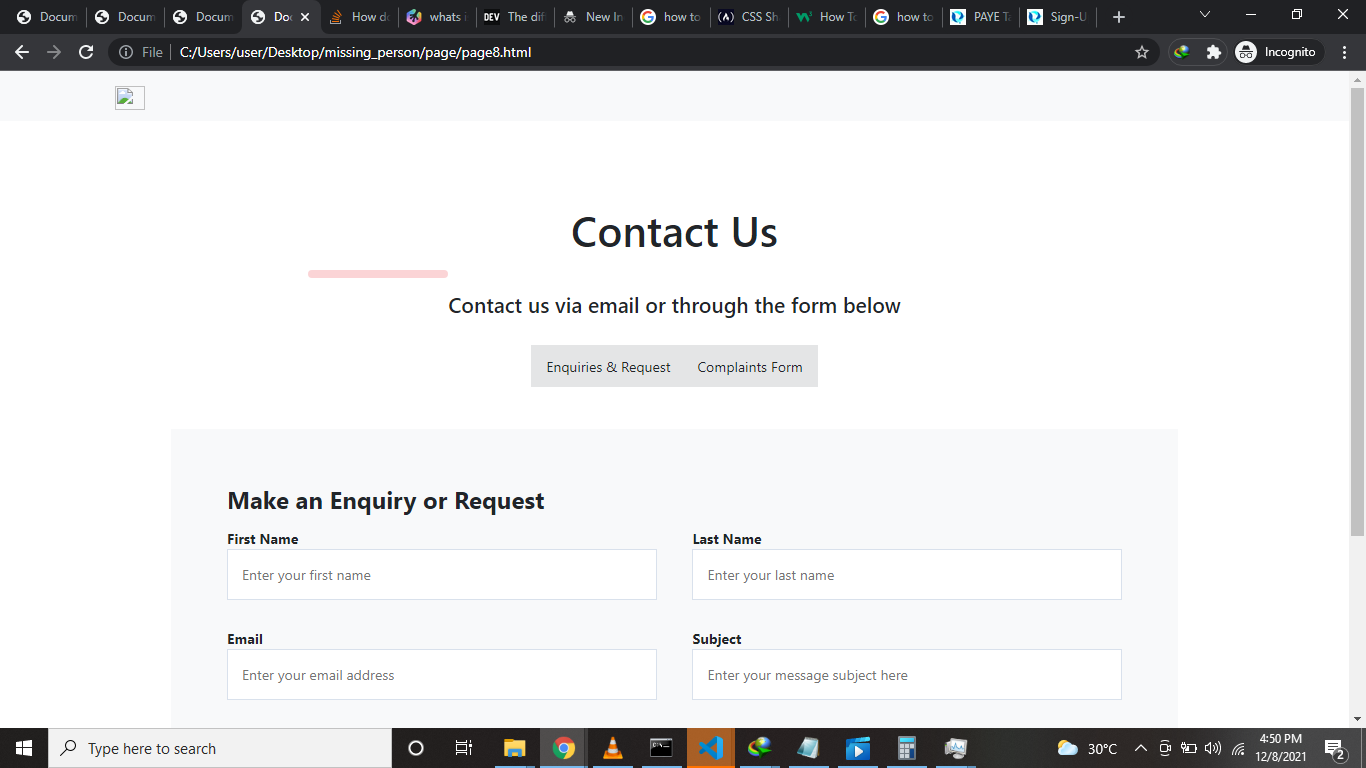 Docum
Docum
Docum
Do
How do
whats i
DEV The dif
New In
how to
CSS Sh
How To
how to
PAYE Ta
Sign-U
File C:/Users/user/Desktop/missing_person/page/page8.html
Incognito
Contact Us
Contact us via email or through the form below
Enquiries & Request Complaints Form
Make an Enquiry or Request
First Name Last Name
Enter your first name Enter your last name
Email Subject
Enter your email address Enter your message subject here
Type here to search
30°C
4:50 PM
12/8/2021
2